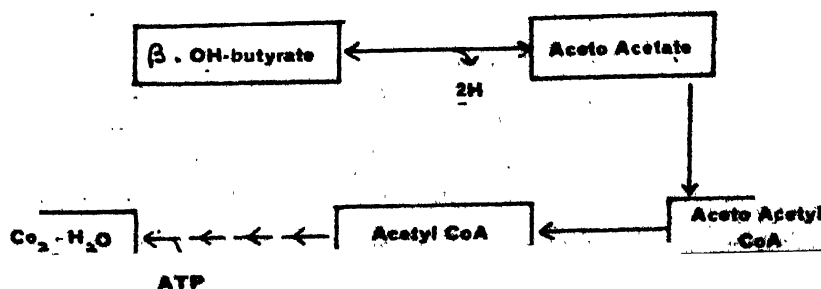 β . OH-butyrate
Aceto Acetate
2H
Aceto Acetyl
CoA
Acetyl CoA
Co₂ - H₂O
ATP